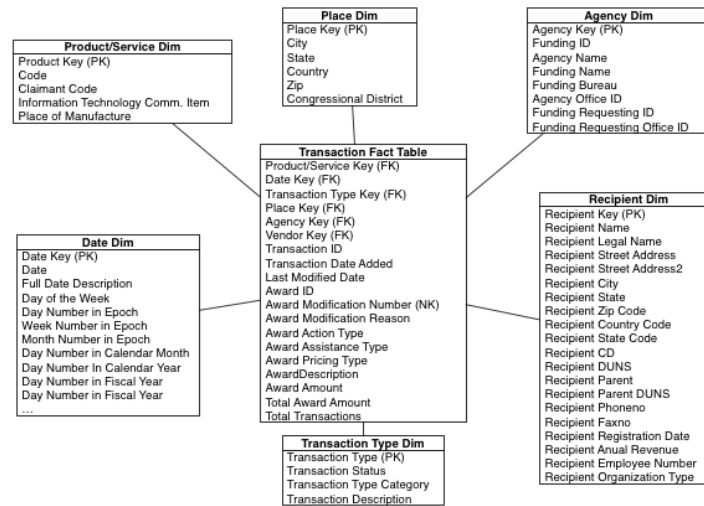 Place Dim
Place Key (PK)
City
State
Country
Zip
Congressional District
Agency Dim
Agency Key (PK)
Funding ID
Agency Name
Funding Name
Funding Bureau
Agency Office ID
Funding Requesting ID
Funding Requesting Office ID
Product/Service Dim
Product Key (PK)
Code
Claimant Code
Information Technology Comm. Item
Place of Manufacture
Transaction Fact Table
Product/Service Key (FK)
Date Key (FK)
Transaction Type Key (FK)
Place Key (FK)
Agency Key (FK)
Vendor Key (FK)
Transaction ID
Transaction Date Added
Last Modified Date
Award ID
Award Modification Number (NK)
Award Modification Reason
Award Action Type
Award Assistance Type
Award Pricing Type
AwardDescription
Award Amount
Total Award Amount
Total Transactions
Recipient Dim
Recipient Key (PK)
Recipient Name
Recipient Legal Name
Recipient Street Address
Recipient Street Address2
Recipient City
Recipient State
Recipient Zip Code
Recipient Country Code
Recipient State Code
Recipient CD
Recipient DUNS
Recipient Parent
Recipient Parent DUNS
Recipient Phoneno
Recipient Faxno
Recipient Registration Date
Recipient Anual Revenue
Recipient Employee Number
Recipient Organization Type
Date Dim
Date Key (PK)
Date
Full Date Description
Day of the Week
Day Number in Epoch
Week Number in Epoch
Month Number in Epoch
Day Number in Calendar Month
Day Number In Calendar Year
Day Number in Fiscal Year
Day Number in Fiscal Year
...
Transaction Type Dim
Transaction Type (PK)
Transaction Status
Transaction Type Category
Transaction Description